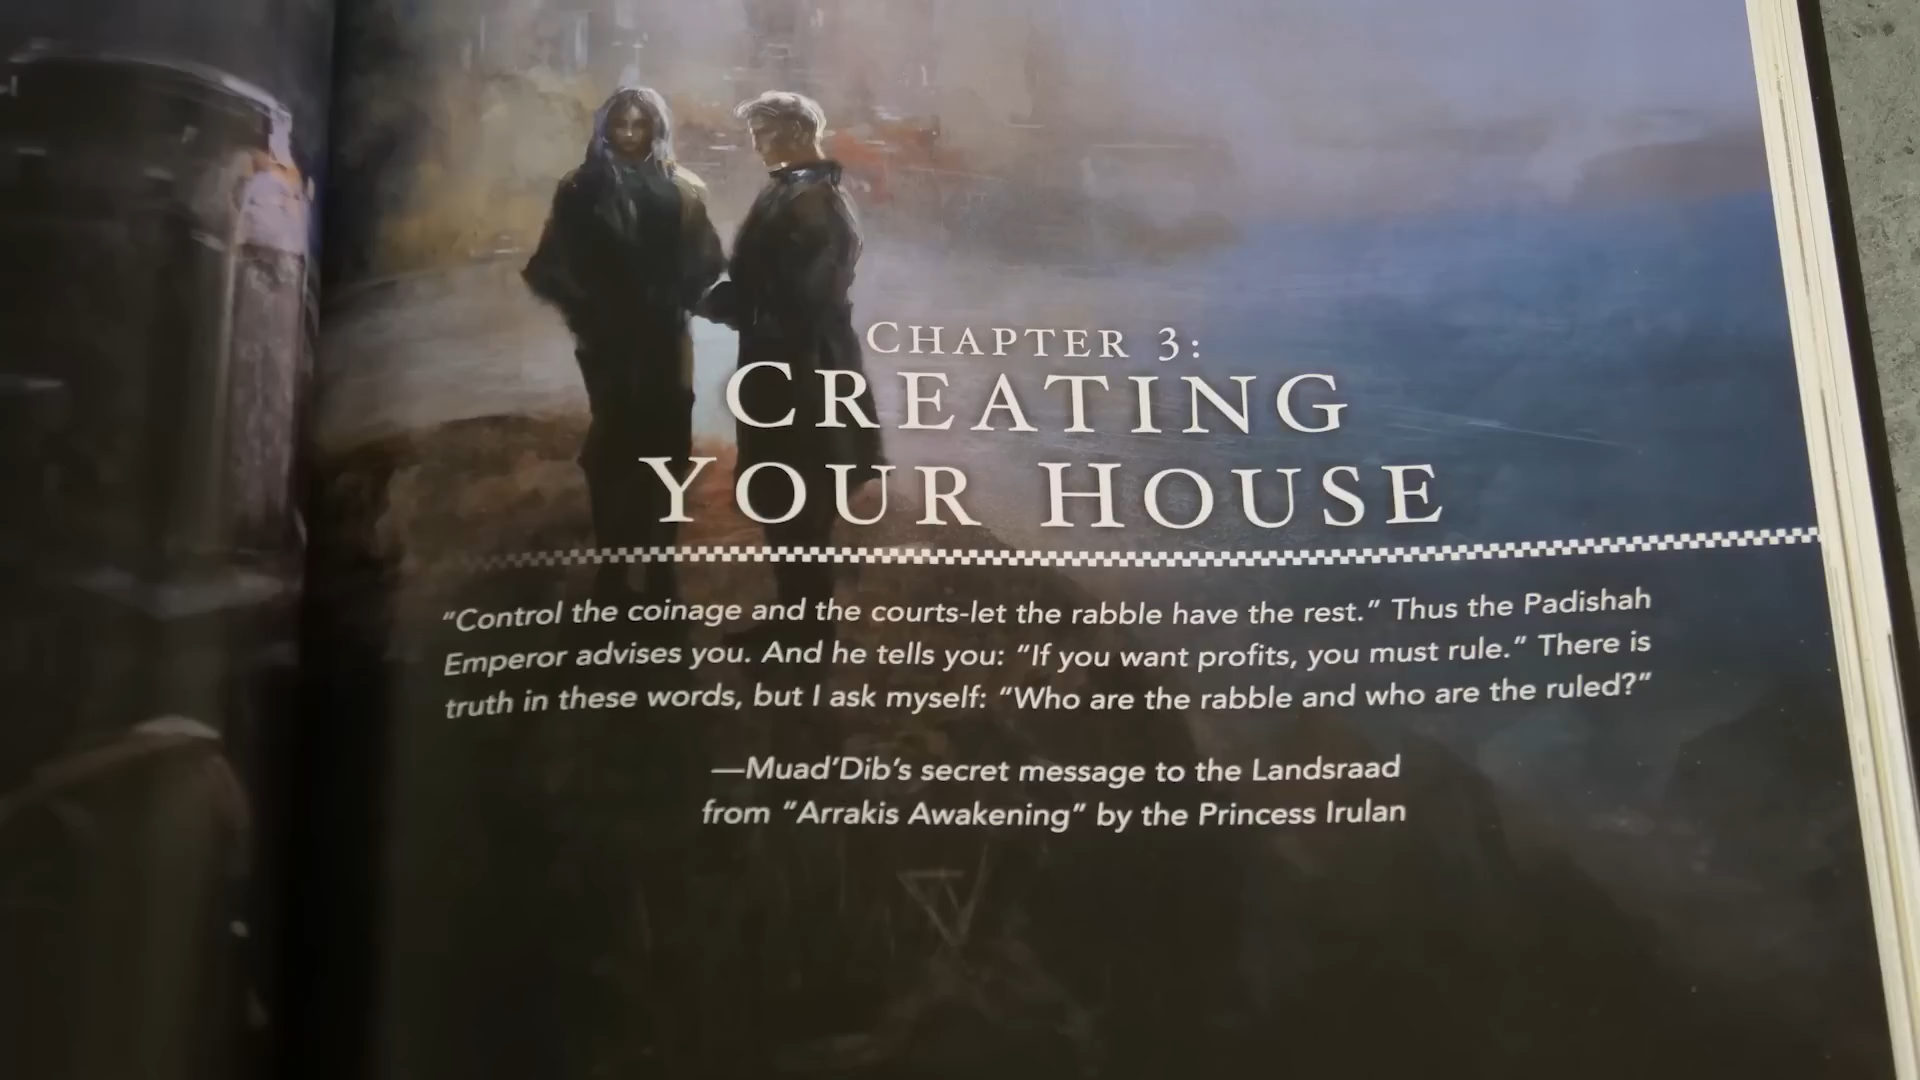 CHAPTER 3:
CREATING
YOUR HOUSE
"Control the coinage and the courts-let the rabble have the rest." Thus the Padishah
Emperor advises you. And he tells you: "If you want profits, you must rule." There is
truth in these words, but I ask myself: "Who are the rabble and who are the ruled?"
—Muad'Dib's secret message to the Landsraad
from "Arrakis Awakening" by the Princess Irulan